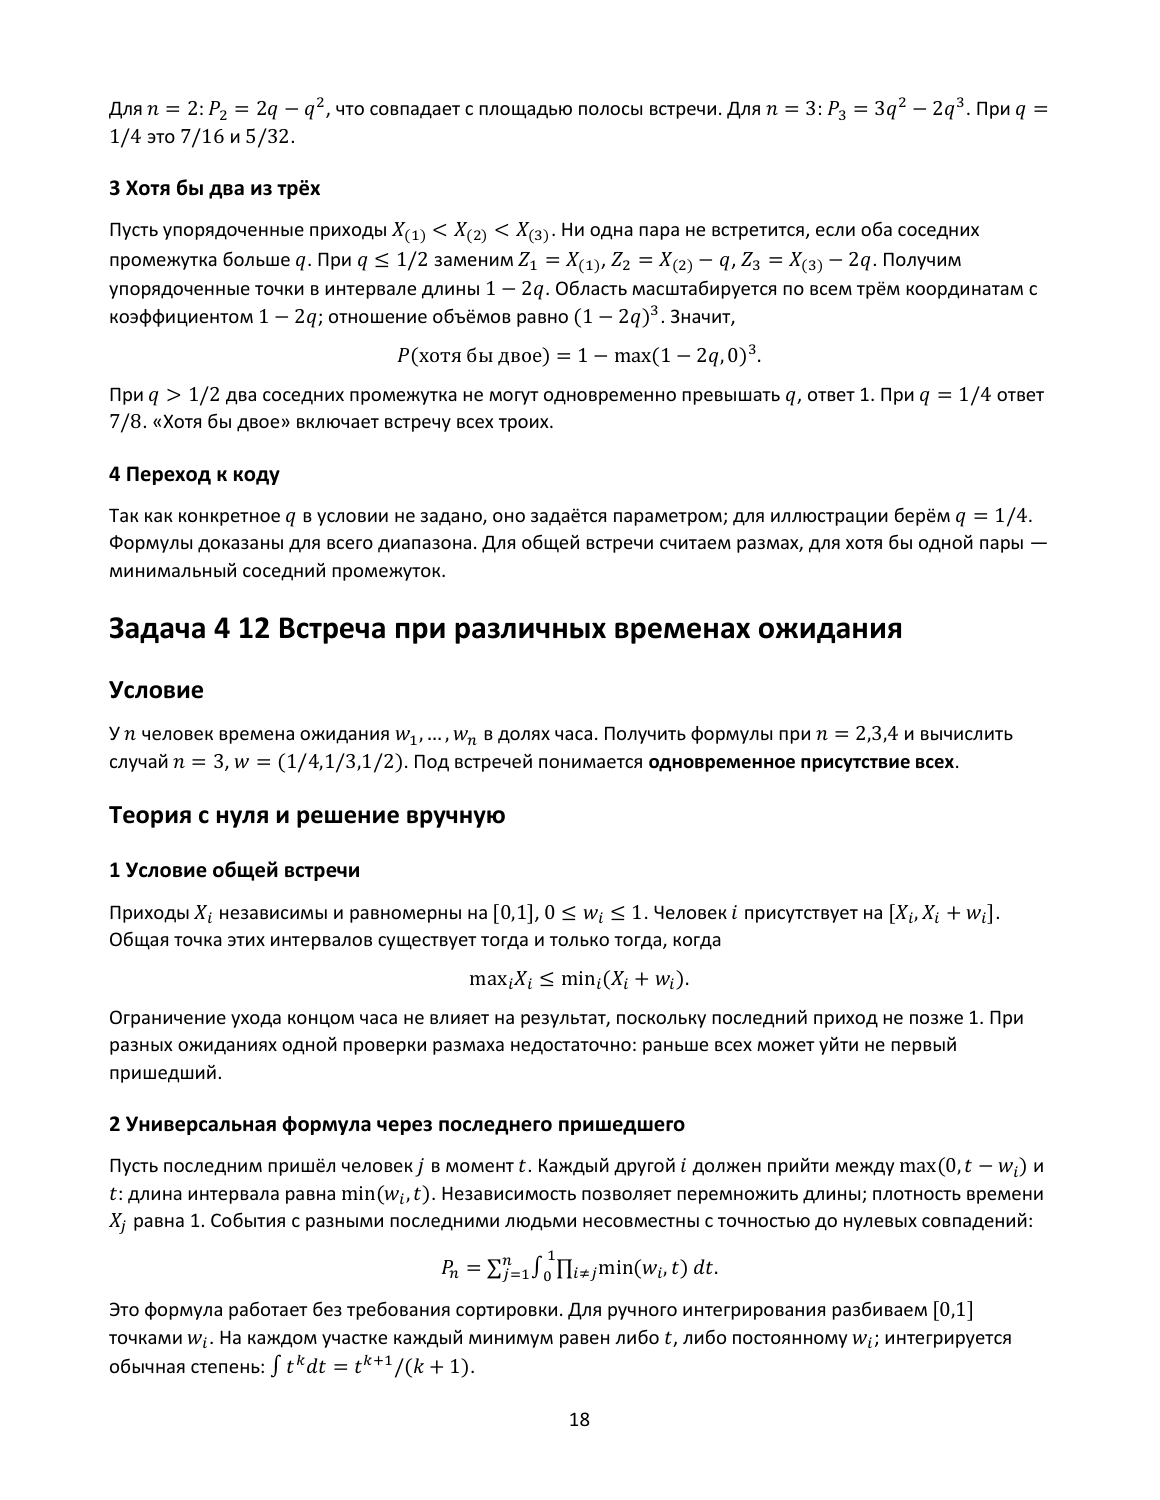 Для n = 2: P₂ = 2q − q², что совпадает с площадью полосы встречи. Для n = 3: P₃ = 3q² − 2q³. При q =
1/4 это 7/16 и 5/32.
3 Хотя бы два из трёх
Пусть упорядоченные приходы X₍₁₎ < X₍₂₎ < X₍₃₎. Ни одна пара не встретится, если оба соседних
промежутка больше q. При q ≤ 1/2 заменим Z₁ = X₍₁₎, Z₂ = X₍₂₎ − q, Z₃ = X₍₃₎ − 2q. Получим
упорядоченные точки в интервале длины 1 − 2q. Область масштабируется по всем трём координатам с
коэффициентом 1 − 2q; отношение объёмов равно (1 − 2q)³. Значит,
P(хотя бы двое) = 1 − max(1 − 2q, 0)³.
При q > 1/2 два соседних промежутка не могут одновременно превышать q, ответ 1. При q = 1/4 ответ
7/8. «Хотя бы двое» включает встречу всех троих.
4 Переход к коду
Так как конкретное q в условии не задано, оно задаётся параметром; для иллюстрации берём q = 1/4.
Формулы доказаны для всего диапазона. Для общей встречи считаем размах, для хотя бы одной пары —
минимальный соседний промежуток.
Задача 4 12 Встреча при различных временах ожидания
Условие
У n человек времена ожидания w₁, … , wₙ в долях часа. Получить формулы при n = 2,3,4 и вычислить
случай n = 3, w = (1/4,1/3,1/2). Под встречей понимается одновременное присутствие всех.
Теория с нуля и решение вручную
1 Условие общей встречи
Приходы Xᵢ независимы и равномерны на [0,1], 0 ≤ wᵢ ≤ 1. Человек i присутствует на [Xᵢ, Xᵢ + wᵢ].
Общая точка этих интервалов существует тогда и только тогда, когда
maxᵢXᵢ ≤ minᵢ(Xᵢ + wᵢ).
Ограничение ухода концом часа не влияет на результат, поскольку последний приход не позже 1. При
разных ожиданиях одной проверки размаха недостаточно: раньше всех может уйти не первый
пришедший.
2 Универсальная формула через последнего пришедшего
Пусть последним пришёл человек j в момент t. Каждый другой i должен прийти между max(0, t − wᵢ) и
t: длина интервала равна min(wᵢ, t). Независимость позволяет перемножить длины; плотность времени
Xⱼ равна 1. События с разными последними людьми несовместны с точностью до нулевых совпадений:
Pₙ = ∑ⁿⱼ₌₁∫₀¹∏ᵢ≠ⱼmin(wᵢ, t) dt.
Это формула работает без требования сортировки. Для ручного интегрирования разбиваем [0,1]
точками wᵢ. На каждом участке каждый минимум равен либо t, либо постоянному wᵢ; интегрируется
обычная степень: ∫ tᵏdt = tᵏ⁺¹/(k + 1).
18